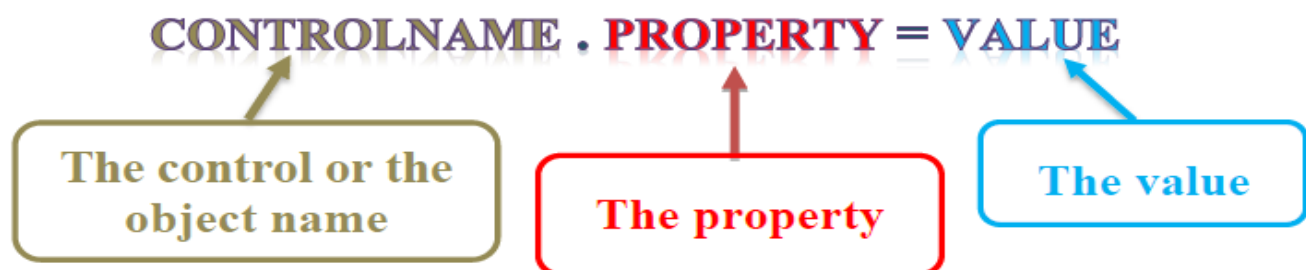 CONTROLNAME . PROPERTY = VALUE
The control or the
object name
The property
The value